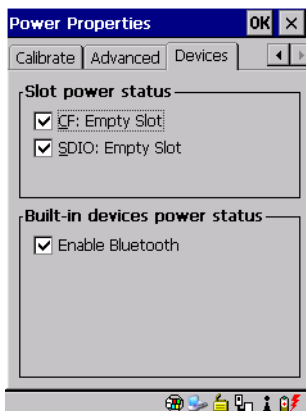 Power Properties OK ×
Calibrate Advanced Devices
Slot power status
CF: Empty Slot
SDIO: Empty Slot
Built-in devices power status
Enable Bluetooth